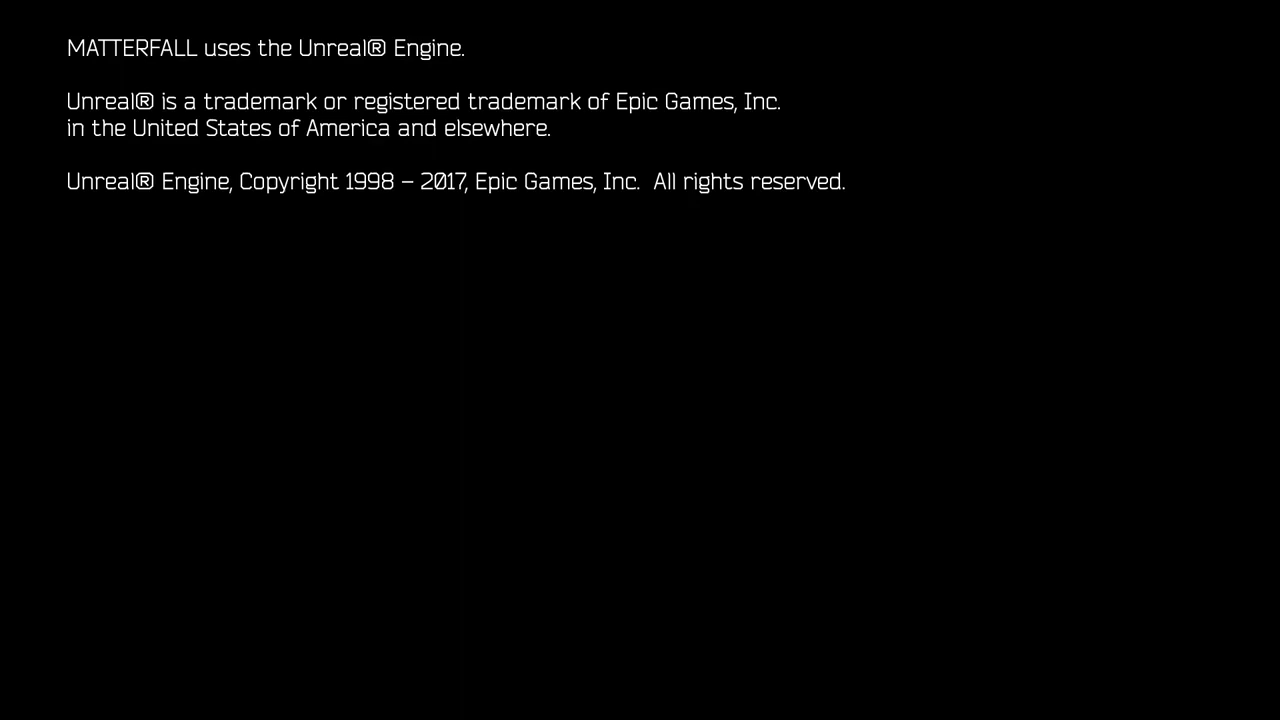 MATTERFALL uses the Unreal® Engine.
Unreal® is a trademark or registered trademark of Epic Games, Inc.
in the United States of America and elsewhere.
Unreal® Engine, Copyright 1998 – 2017, Epic Games, Inc.  All rights reserved.